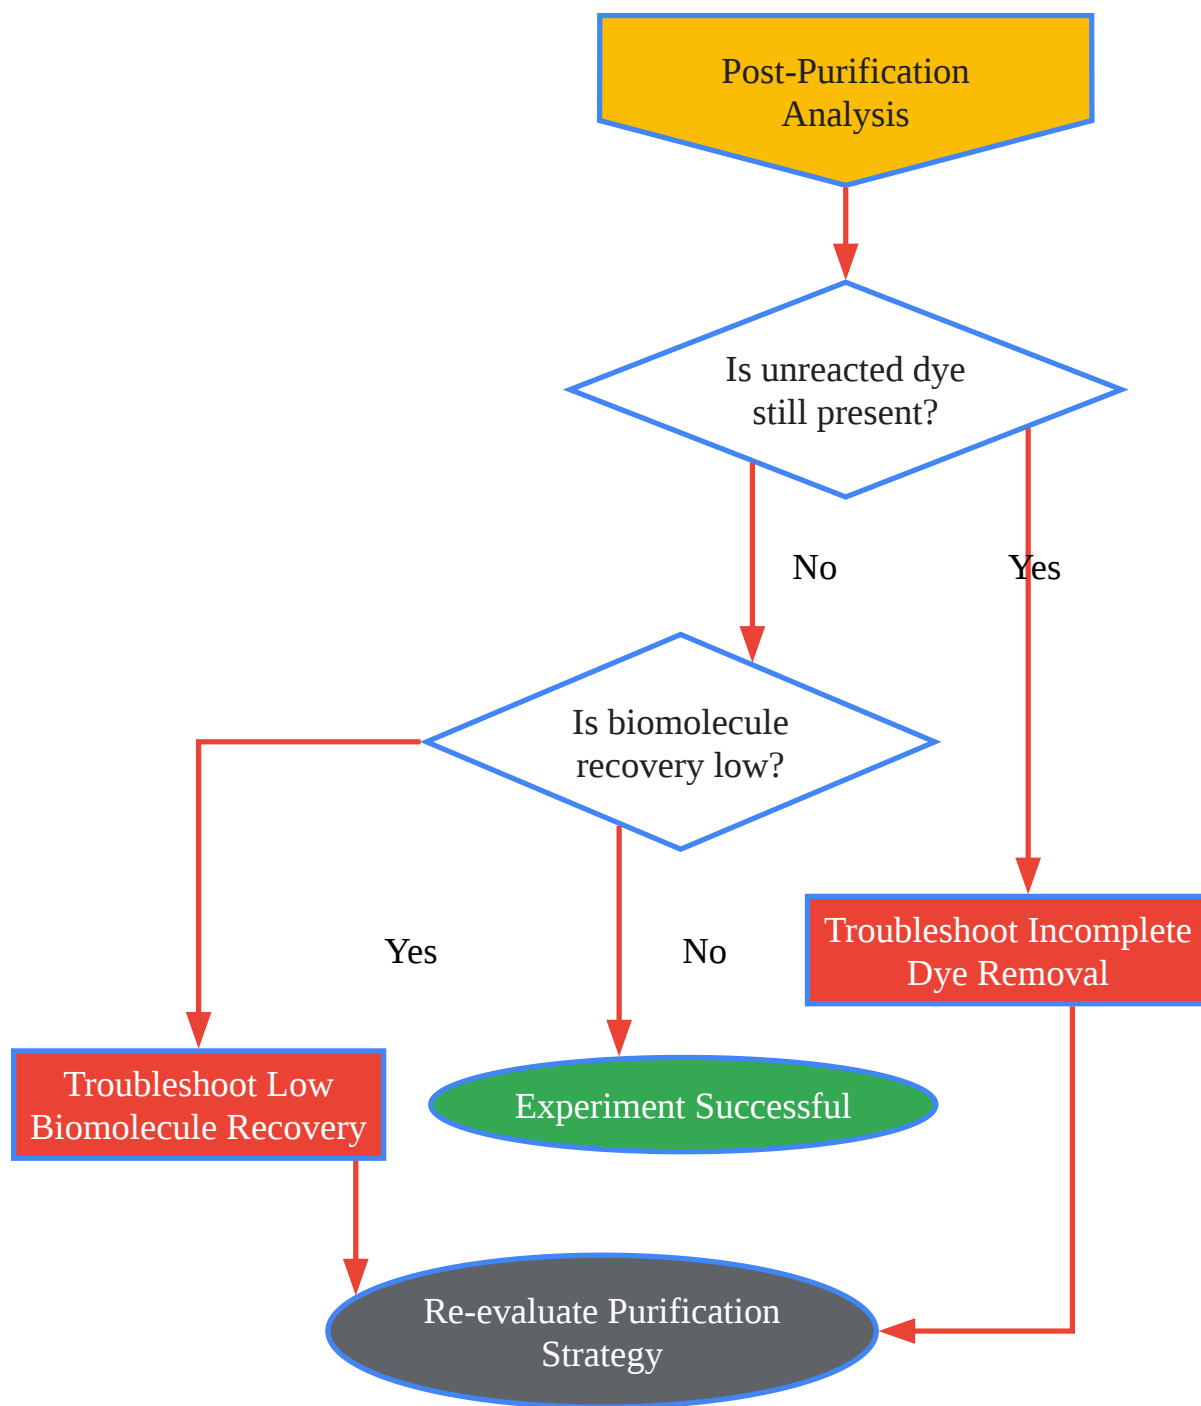 Post-Purification
Analysis
Is unreacted dye
still present?
No
Yes
Is biomolecule
recovery low?
Yes
No
Troubleshoot Incomplete
Dye Removal
Troubleshoot Low
Biomolecule Recovery
Experiment Successful
Re-evaluate Purification
Strategy